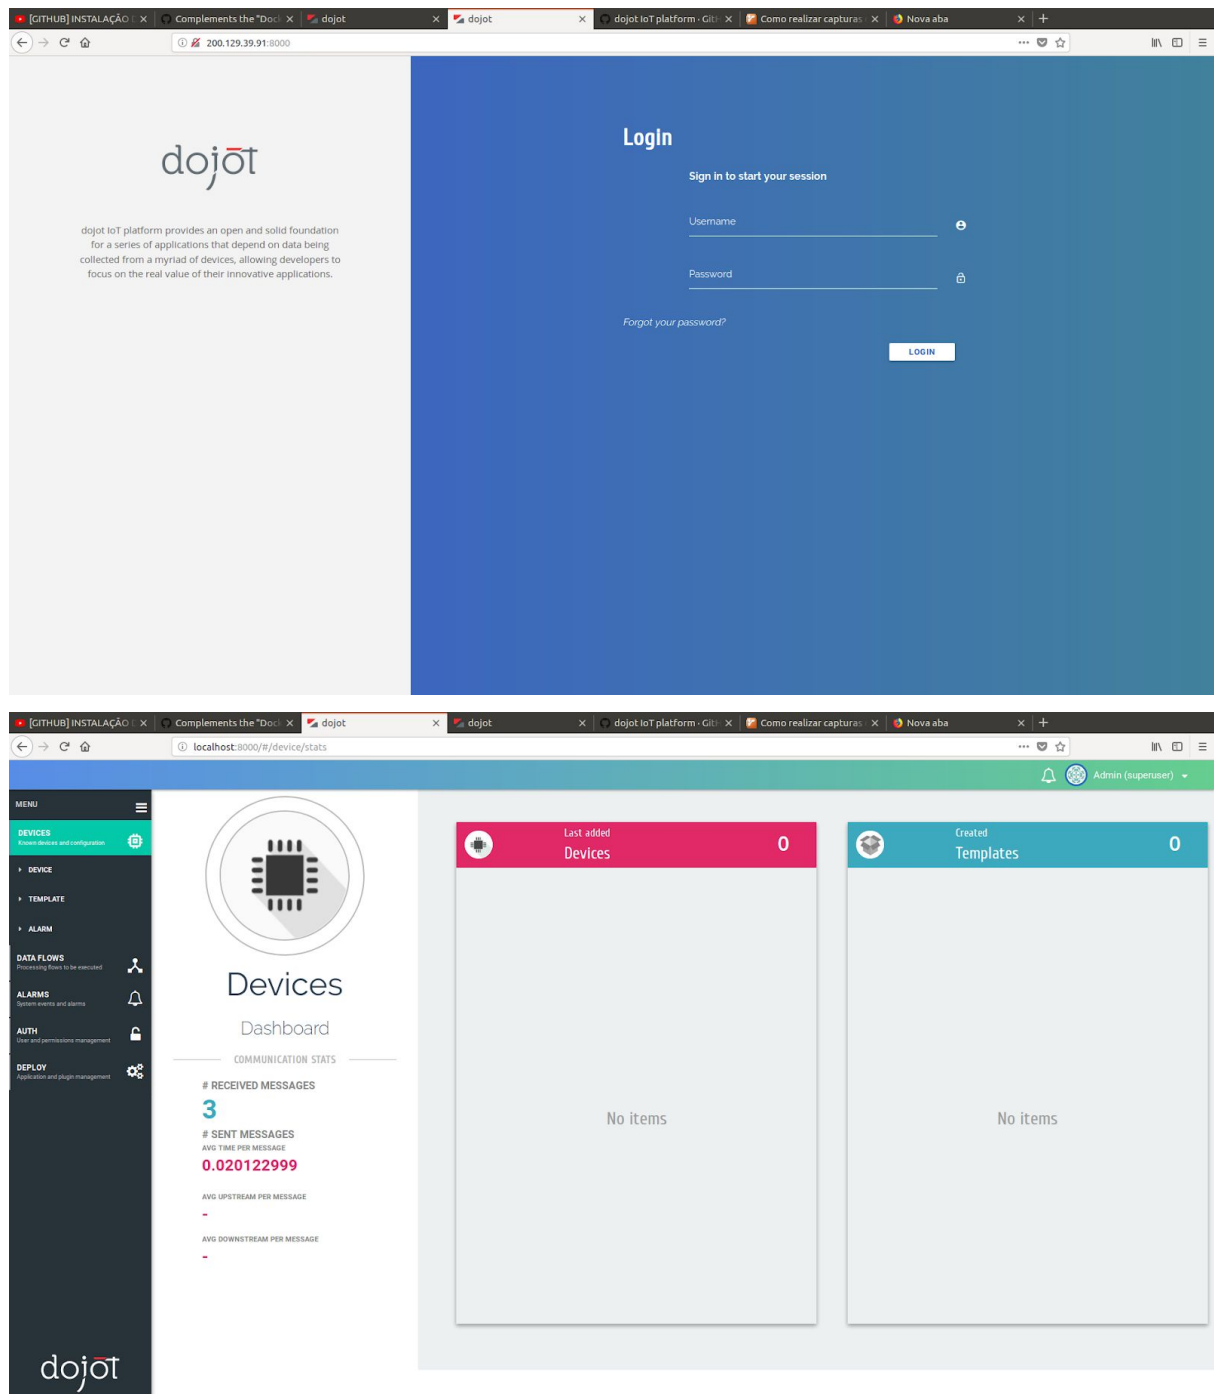 [GITHUB] INSTALAÇÃO
Complements the "Doc
dojot
dojot
dojot IoT platform · Git
Como realizar capturas
Nova aba
200.129.39.91:8000
dojot
dojot IoT platform provides an open and solid foundation
for a series of applications that depend on data being
collected from a myriad of devices, allowing developers to
focus on the real value of their innovative applications.
Login
Sign in to start your session
Username
Password
Forgot your password?
LOGIN
[GITHUB] INSTALAÇÃO
Complements the "Doc
dojot
dojot
dojot IoT platform · Git
Como realizar capturas
Nova aba
localhost:8000/#/device/stats
Admin (superuser)
MENU
DEVICES
Known devices and configuration
DEVICE
TEMPLATE
ALARM
DATA FLOWS
Processing flows to be executed
ALARMS
System events and alarms
AUTH
User and permissions management
DEPLOY
Application and plugin management
dojot
Devices
Dashboard
COMMUNICATION STATS
# RECEIVED MESSAGES
3
# SENT MESSAGES
AVG TIME PER MESSAGE
0.020122999
AVG UPSTREAM PER MESSAGE
-
AVG DOWNSTREAM PER MESSAGE
-
Last added
Devices
0
No items
Created
Templates
0
No items